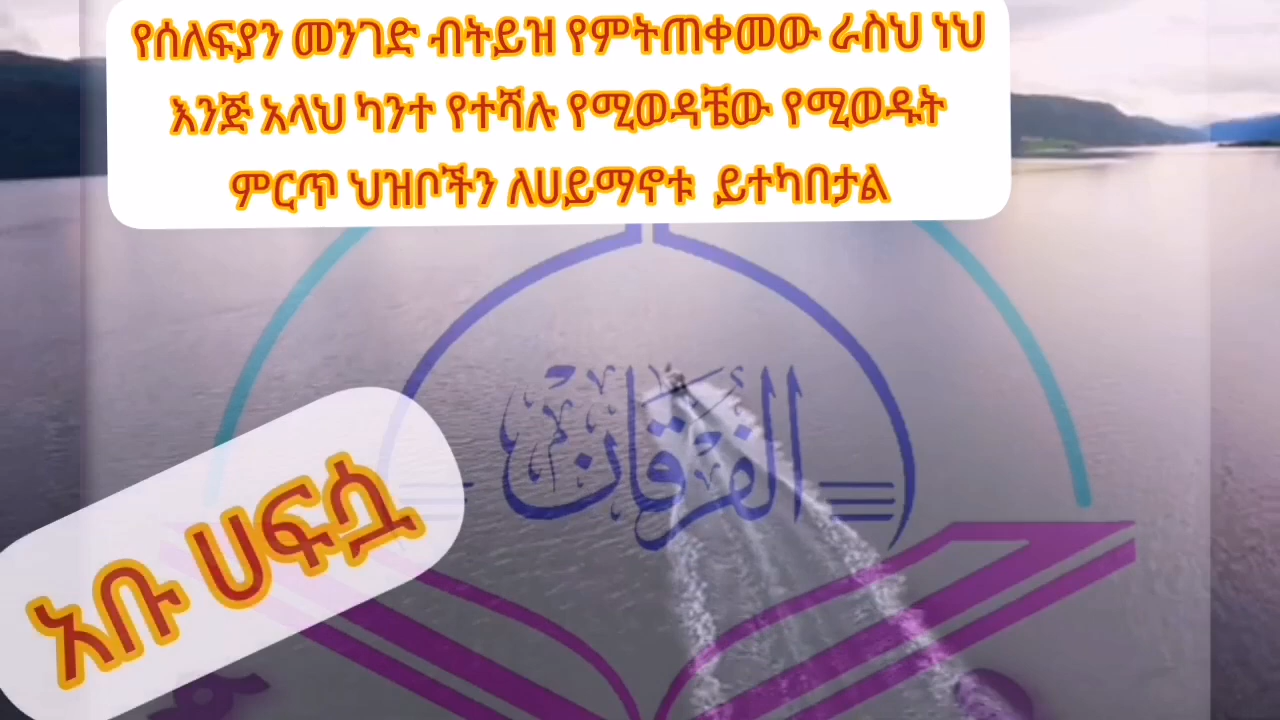 የሰለፍያን መንገድ ብትይዝ የምትጠቀመው ራስህ ነህ
እንጅ አላህ ካንተ የተሻሉ የሚወዳቼው የሚወዱት
ምርጥ ህዝቦችን ለሀይማኖቱ ይተካበታል
الفرقان
አቡ ሀፍሷ